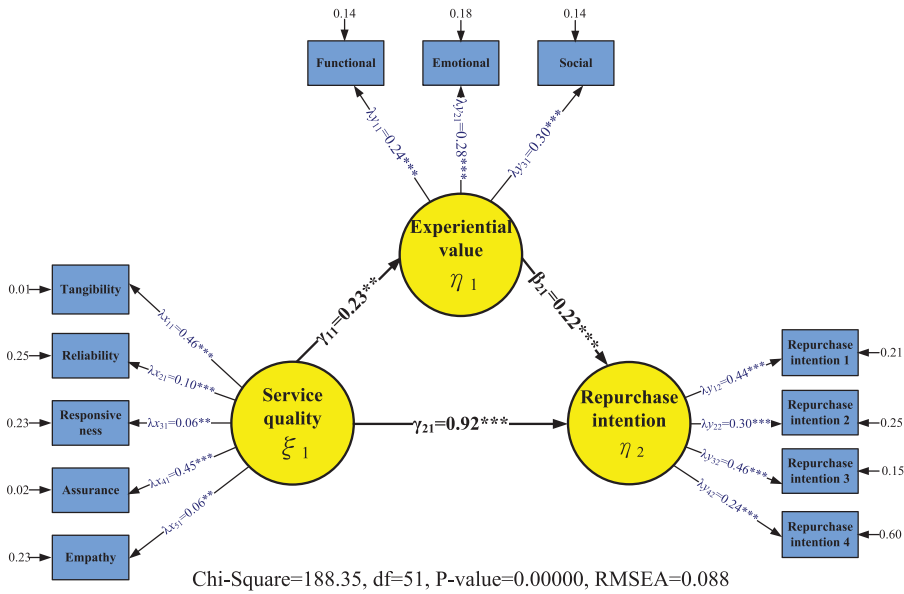 0.14
0.18
0.14
Functional
Emotional
Social
λy₁₁=0.24***
λy₂₁=0.28***
λy₃₁=0.30***
Experiential
value
η 1
γ₁₁=0.23**
β₂₁=0.22***
0.01
Tangibility
λx₁₁=0.46***
0.25
Reliability
λx₂₁=0.10***
0.23
Responsive
ness
λx₃₁=0.06**
0.02
Assurance
λx₄₁=0.45***
0.23
Empathy
λx₅₁=0.06**
Service
quality
ξ 1
γ₂₁=0.92***
Repurchase
intention
η 2
λy₁₂=0.44***
Repurchase
intention 1
0.21
λy₂₂=0.30***
Repurchase
intention 2
0.25
λy₃₂=0.46***
Repurchase
intention 3
0.15
λy₄₂=0.24***
Repurchase
intention 4
0.60
Chi-Square=188.35, df=51, P-value=0.00000, RMSEA=0.088